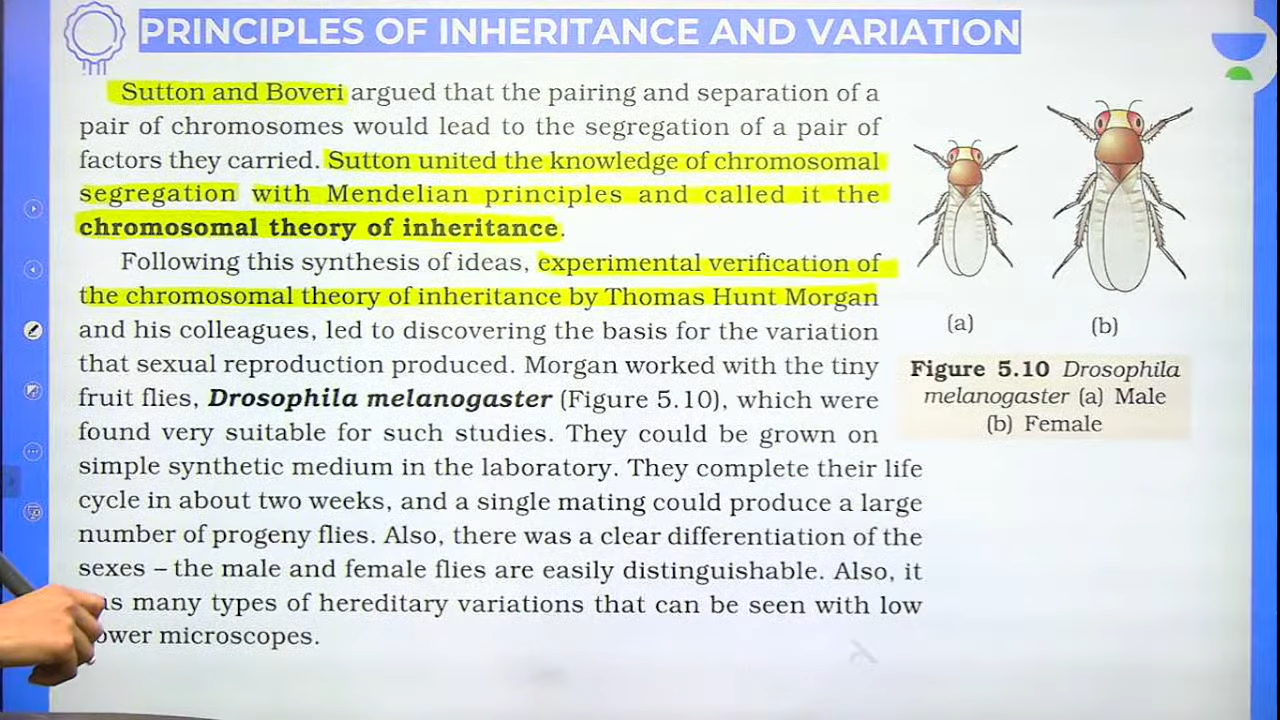 PRINCIPLES OF INHERITANCE AND VARIATION
Sutton and Boveri argued that the pairing and separation of a
pair of chromosomes would lead to the segregation of a pair of
factors they carried. Sutton united the knowledge of chromosomal
segregation with Mendelian principles and called it the
chromosomal theory of inheritance.
Following this synthesis of ideas, experimental verification of
the chromosomal theory of inheritance by Thomas Hunt Morgan
and his colleagues, led to discovering the basis for the variation
that sexual reproduction produced. Morgan worked with the tiny
fruit flies, Drosophila melanogaster (Figure 5.10), which were
found very suitable for such studies. They could be grown on
simple synthetic medium in the laboratory. They complete their life
cycle in about two weeks, and a single mating could produce a large
number of progeny flies. Also, there was a clear differentiation of the
sexes – the male and female flies are easily distinguishable. Also, it
many types of hereditary variations that can be seen with low
microscopes.
(a)
(b)
Figure 5.10 Drosophila
melanogaster (a) Male
(b) Female